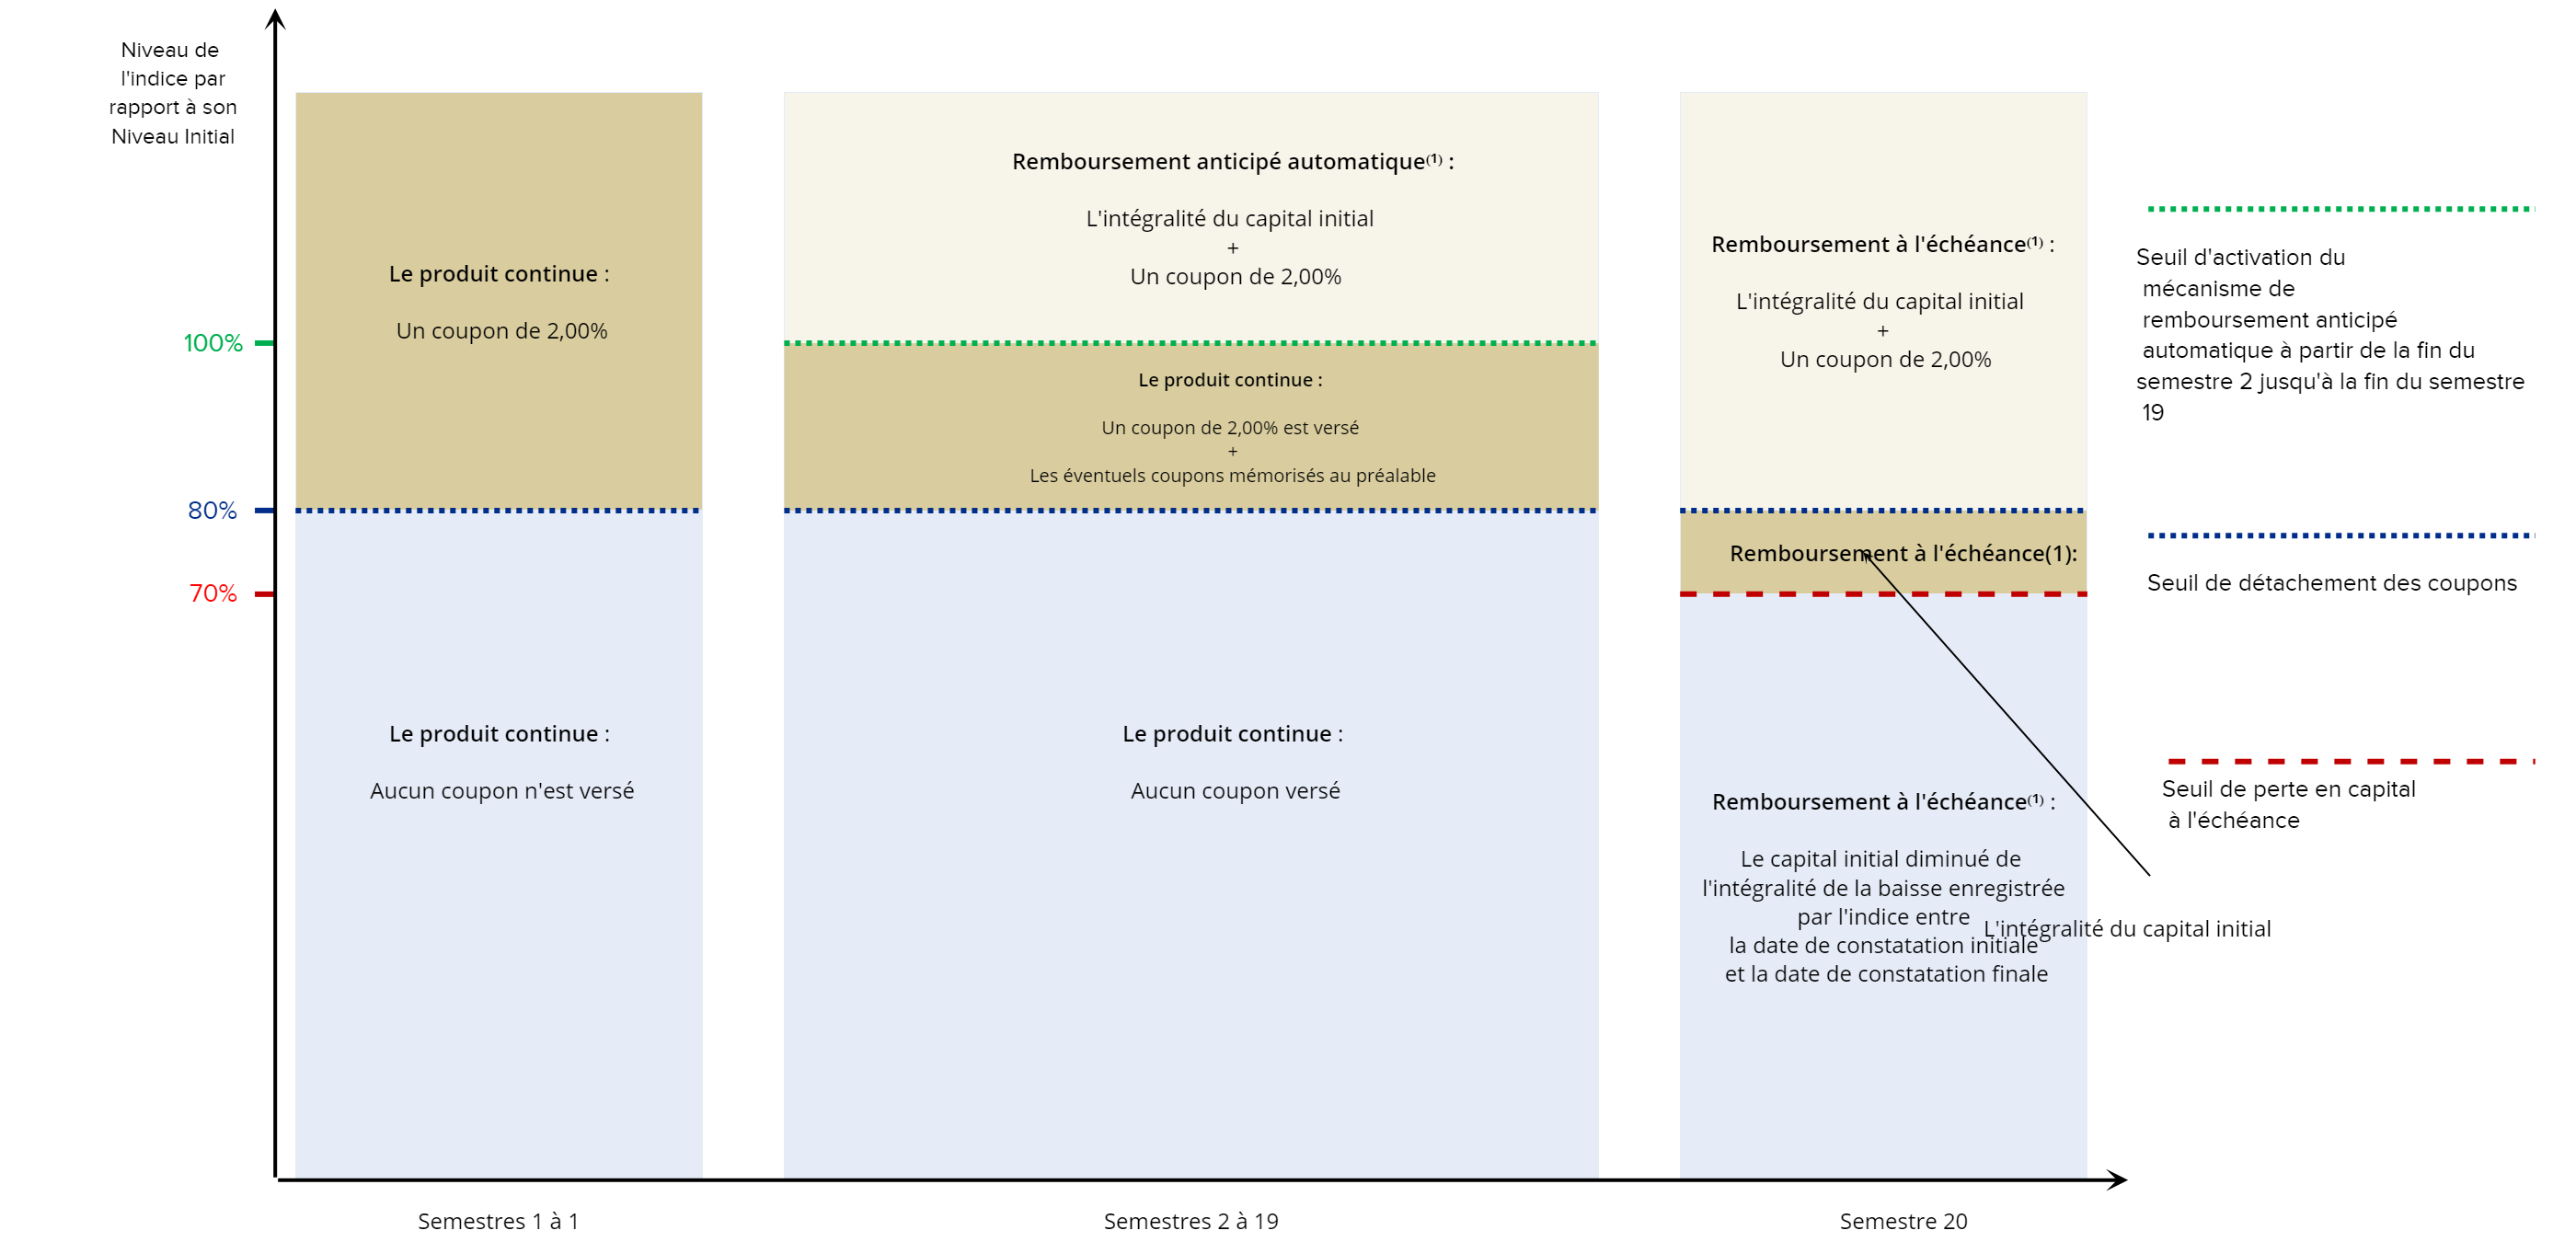 Niveau de
l'indice par
rapport à son
Niveau Initial
100%
80%
70%
Le produit continue :
Un coupon de 2,00%
Le produit continue :
Aucun coupon n'est versé
Semestres 1 à 1
Remboursement anticipé automatique(1) :
L'intégralité du capital initial
+
Un coupon de 2,00%
Le produit continue :
Un coupon de 2,00% est versé
+
Les éventuels coupons mémorisés au préalable
Le produit continue :
Aucun coupon versé
Semestres 2 à 19
Remboursement à l'échéance(1) :
L'intégralité du capital initial
+
Un coupon de 2,00%
Remboursement à l'échéance(1):
Remboursement à l'échéance(1) :
Le capital initial diminué de
l'intégralité de la baisse enregistrée
par l'indice entre
la date de constatation initiale
et la date de constatation finale
L'intégralité du capital initial
Semestre 20
Seuil d'activation du
mécanisme de
remboursement anticipé
automatique à partir de la fin du
semestre 2 jusqu'à la fin du semestre
19
Seuil de détachement des coupons
Seuil de perte en capital
à l'échéance